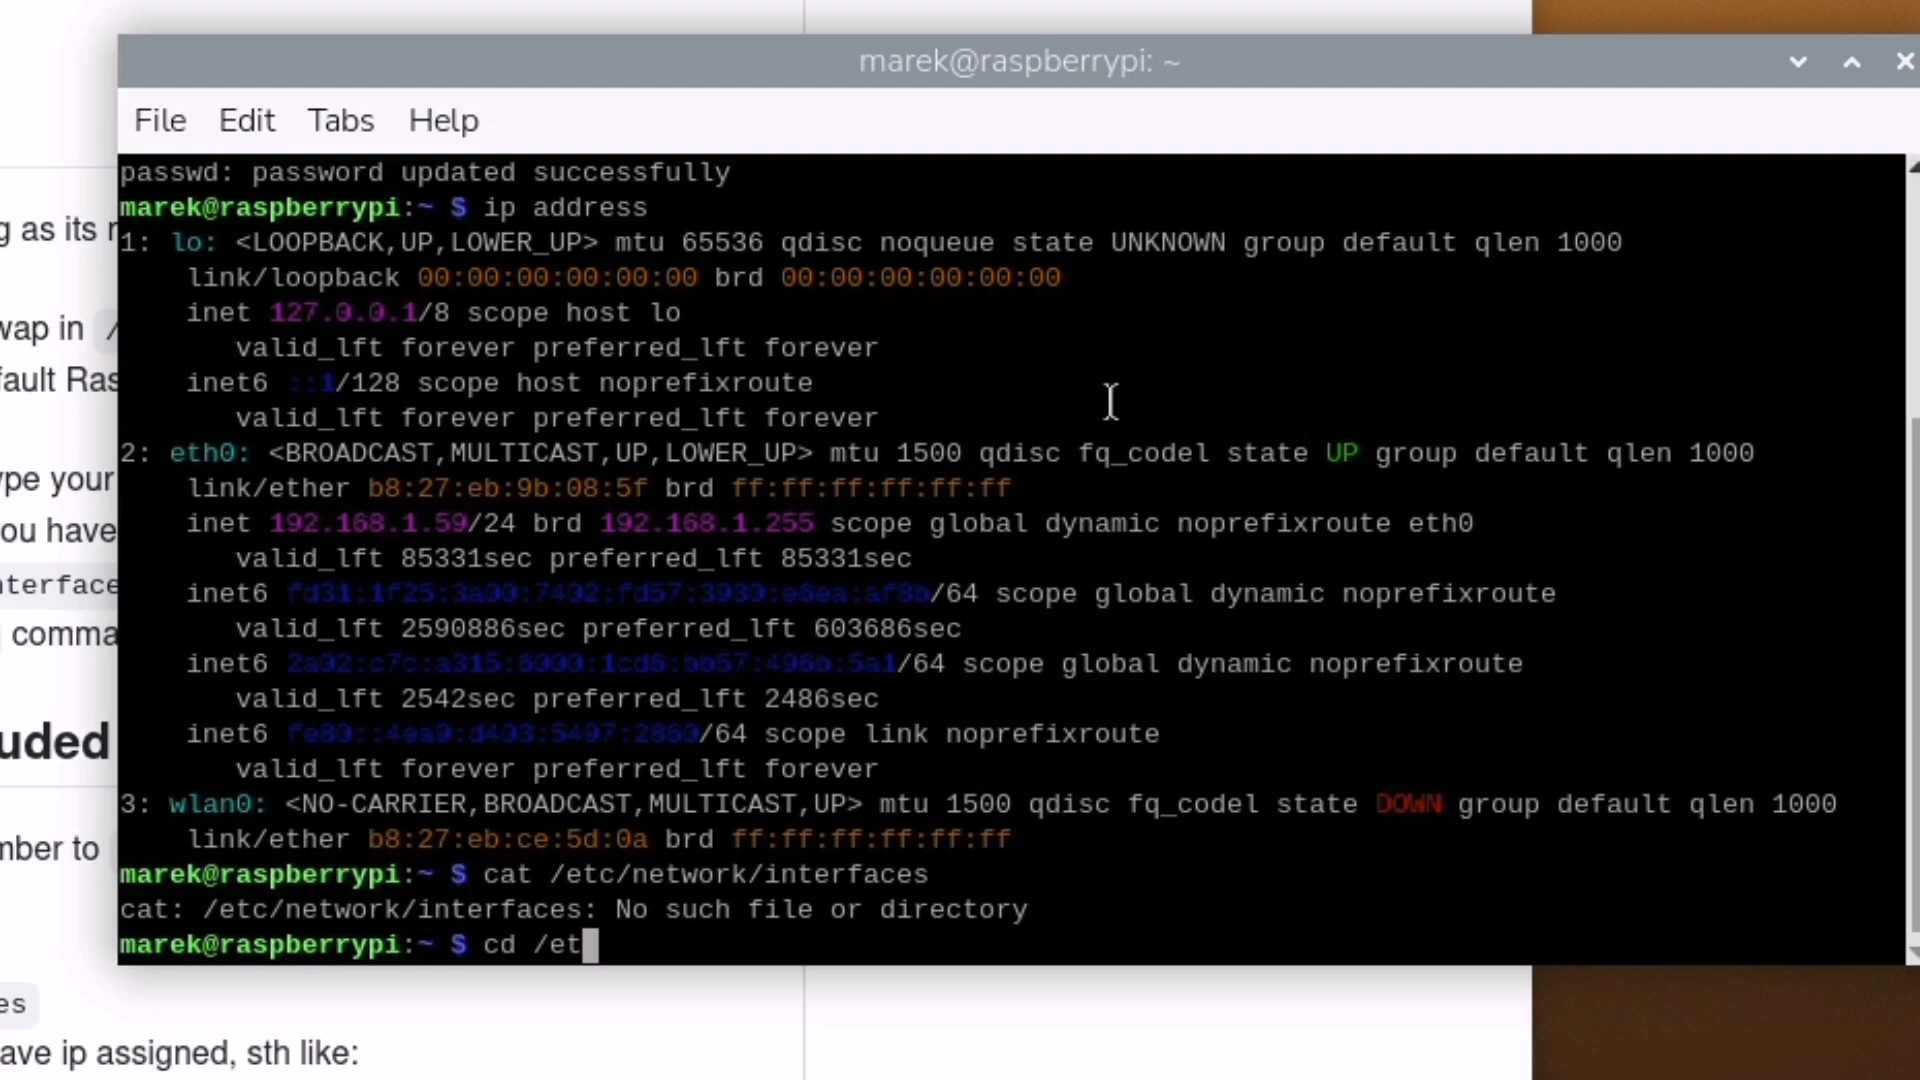 marek@raspberrypi: ~
File Edit Tabs Help
passwd: password updated successfully
marek@raspberrypi:~ $ ip address
1: lo: <LOOPBACK,UP,LOWER_UP> mtu 65536 qdisc noqueue state UNKNOWN group default qlen 1000
link/loopback 00:00:00:00:00:00 brd 00:00:00:00:00:00
inet 127.0.0.1/8 scope host lo
valid_lft forever preferred_lft forever
inet6 ::1/128 scope host noprefixroute
valid_lft forever preferred_lft forever
2: eth0: <BROADCAST,MULTICAST,UP,LOWER_UP> mtu 1500 qdisc fq_codel state UP group default qlen 1000
link/ether b8:27:eb:9b:08:5f brd ff:ff:ff:ff:ff:ff
inet 192.168.1.59/24 brd 192.168.1.255 scope global dynamic noprefixroute eth0
valid_lft 85331sec preferred_lft 85331sec
inet6 fd31:1f25:3a00:7402:fd57:3930:e6ea:af8b/64 scope global dynamic noprefixroute
valid_lft 2590886sec preferred_lft 603686sec
inet6 2a02:c7c:a315:6000:1cd6:bb57:496b:5a1/64 scope global dynamic noprefixroute
valid_lft 2542sec preferred_lft 2486sec
inet6 fe80::4ea9:d403:5497:2860/64 scope link noprefixroute
valid_lft forever preferred_lft forever
3: wlan0: <NO-CARRIER,BROADCAST,MULTICAST,UP> mtu 1500 qdisc fq_codel state DOWN group default qlen 1000
link/ether b8:27:eb:ce:5d:0a brd ff:ff:ff:ff:ff:ff
marek@raspberrypi:~ $ cat /etc/network/interfaces
cat: /etc/network/interfaces: No such file or directory
marek@raspberrypi:~ $ cd /et
g as its r
wap in /
fault Ras
ype your
ou have
nterface
comma
uded
mber to
es
ave ip assigned, sth like: